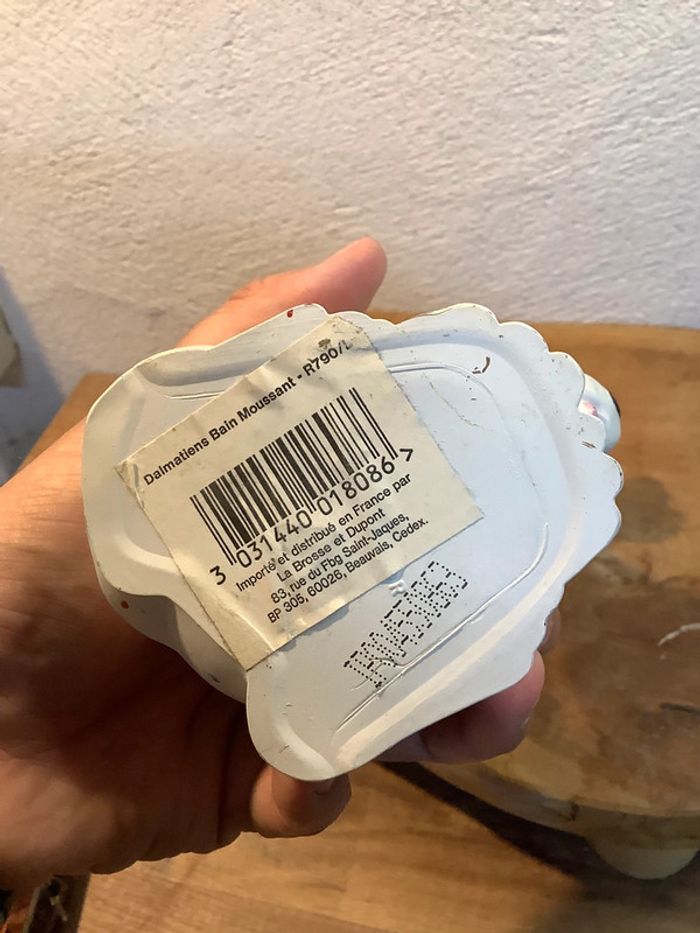 Dalmatiens Bain Moussant - R790/
3 031440 018086 >
Importé et distribué en France par
La Brosse et Dupont
83, rue du Fbg Saint-Jaques,
BP 305, 60026, Beauvais, Cedex.